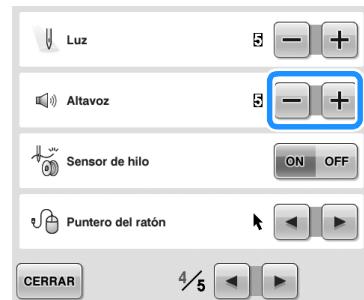 Luz 5
Altavoz 5
Sensor de hilo ON OFF
Puntero del ratón
CERRAR 4/5